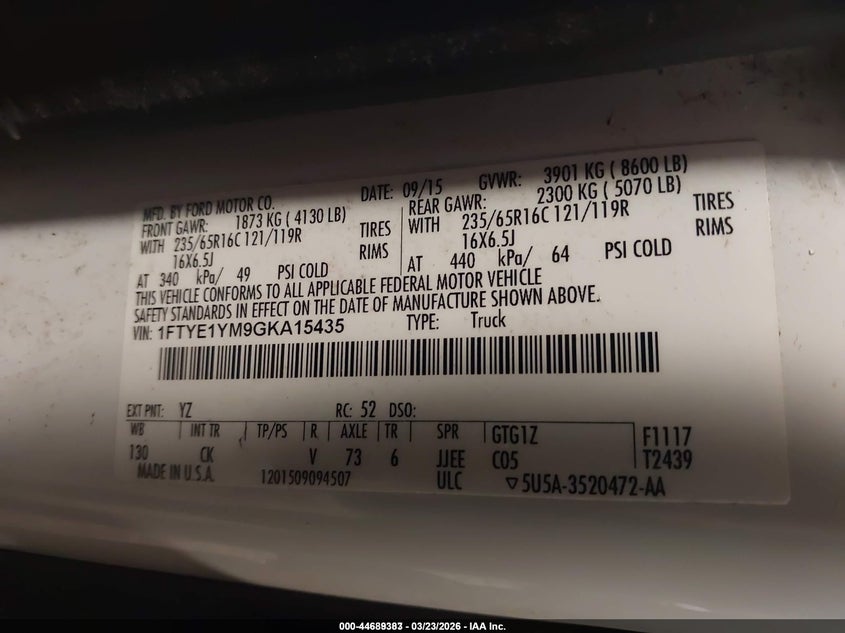 MFD. BY FORD MOTOR CO. DATE: 09/15 GVWR: 3901 KG ( 8600 LB)
FRONT GAWR: 1873 KG ( 4130 LB) REAR GAWR: 2300 KG ( 5070 LB)
WITH 235/65R16C 121/119R TIRES WITH 235/65R16C 121/119R TIRES
16X6.5J RIMS 16X6.5J RIMS
AT 340 kPa/ 49 PSI COLD AT 440 kPa/ 64 PSI COLD
THIS VEHICLE CONFORMS TO ALL APPLICABLE FEDERAL MOTOR VEHICLE
SAFETY STANDARDS IN EFFECT ON THE DATE OF MANUFACTURE SHOWN ABOVE.
VIN: 1FTYE1YM9GKA15435 TYPE: Truck
EXT PNT: YZ RC: 52 DSO:
WB INT TR TP/PS R AXLE TR SPR GTG1Z F1117
130 CK V 73 6 JJEE C05 T2439
MADE IN U.S.A. 1201509094507 ULC ▽5U5A-3520472-AA
000-44689383 - 03/23/2026 - IAA Inc.